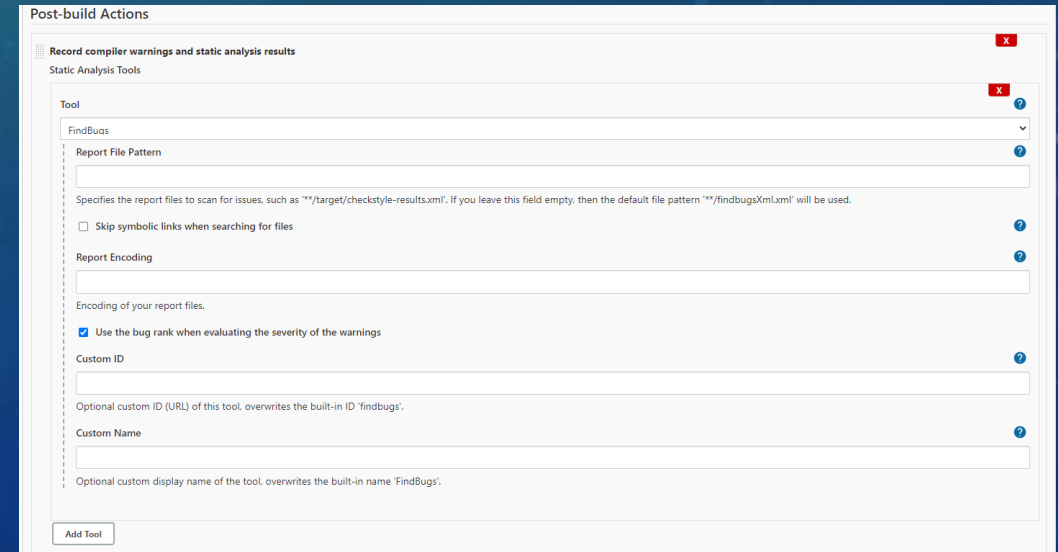 Post-build Actions
X
Record compiler warnings and static analysis results
Static Analysis Tools
X
Tool
?
FindBugs
Report File Pattern
?
Specifies the report files to scan for issues, such as '**/target/checkstyle-results.xml'. If you leave this field empty, then the default file pattern '**/findbugsXml.xml' will be used.
Skip symbolic links when searching for files
?
Report Encoding
?
Encoding of your report files.
Use the bug rank when evaluating the severity of the warnings
Custom ID
?
Optional custom ID (URL) of this tool, overwrites the built-in ID 'findbugs'.
Custom Name
?
Optional custom display name of the tool, overwrites the built-in name 'FindBugs'.
Add Tool